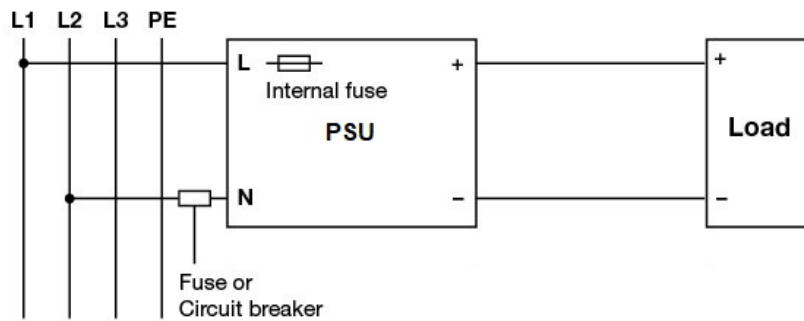 L1 L2 L3 PE
L
+
+
Internal fuse
PSU
Load
N
−
−
Fuse or
Circuit breaker